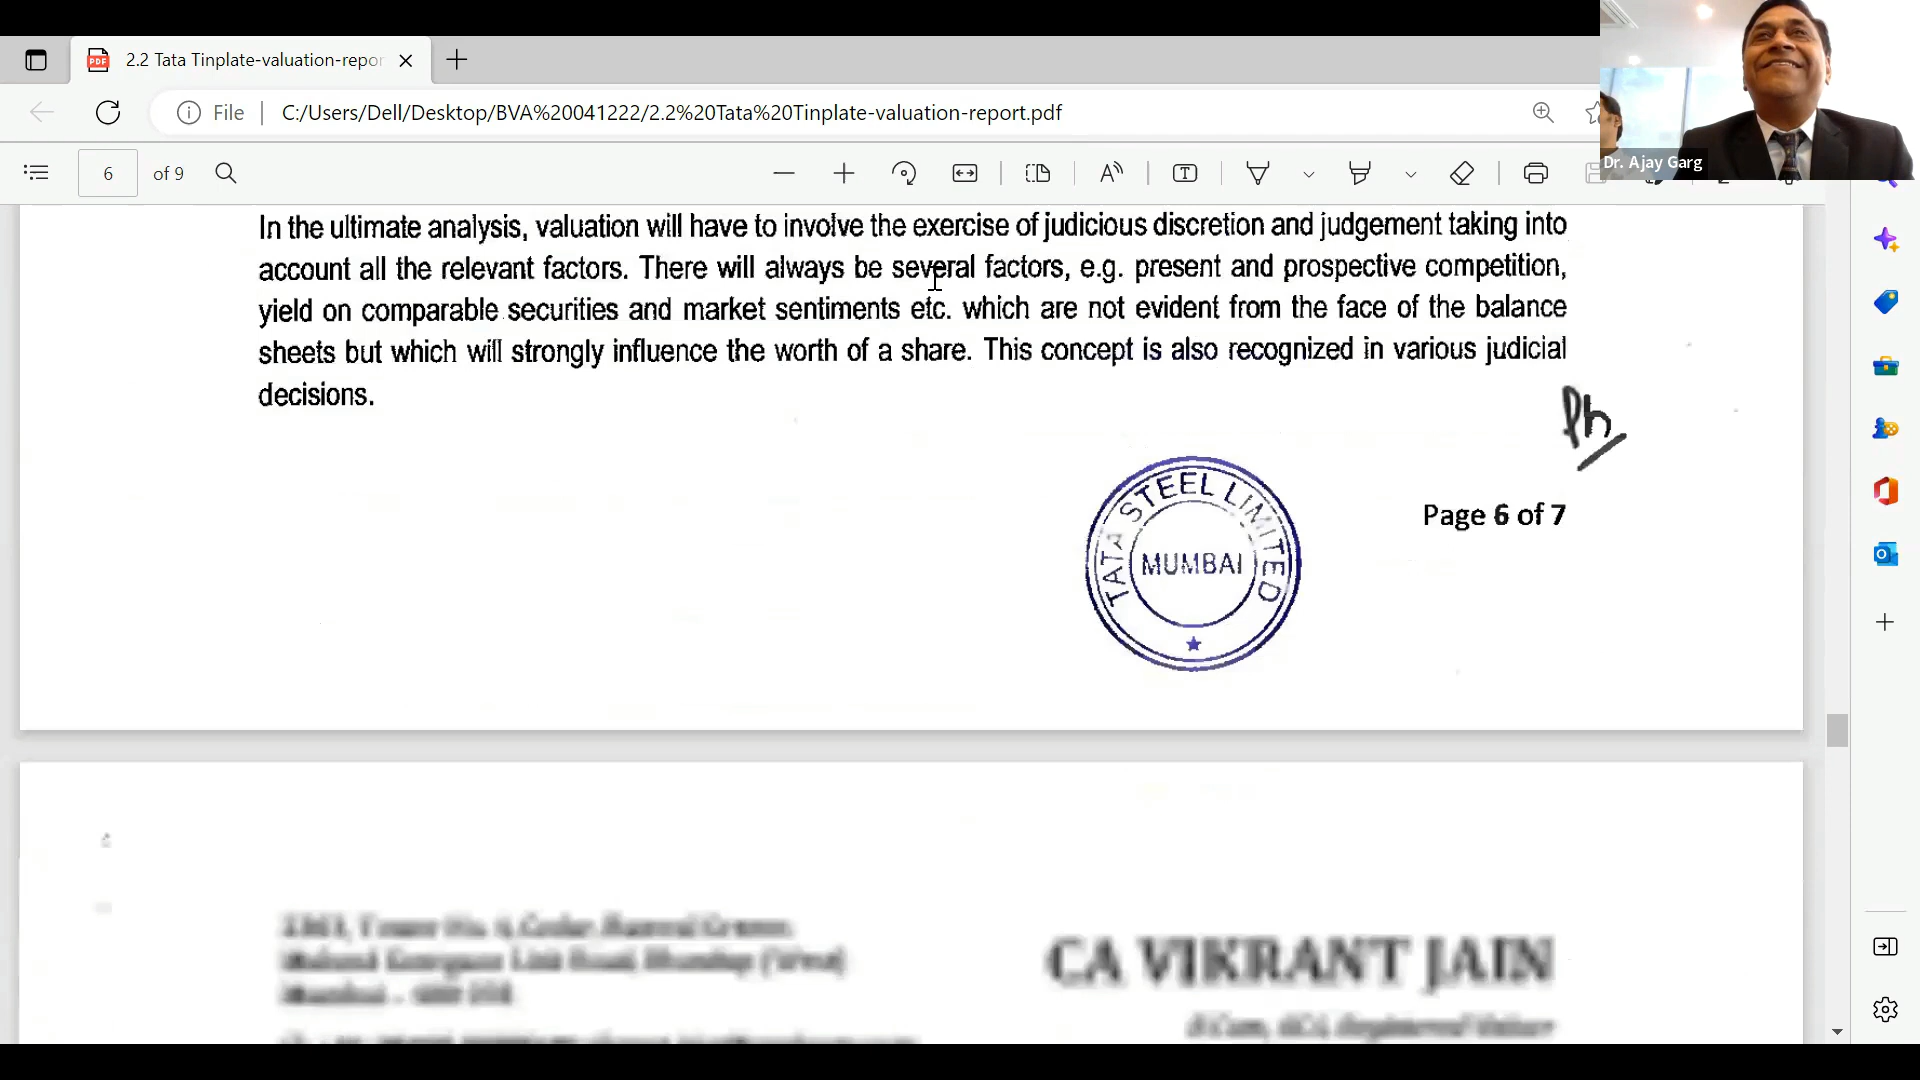 2.2 Tata Tinplate-valuation-repor
File
C:/Users/Dell/Desktop/BVA%20041222/2.2%20Tata%20Tinplate-valuation-report.pdf
Dr. Ajay Garg
6 of 9
In the ultimate analysis, valuation will have to involve the exercise of judicious discretion and judgement taking into
account all the relevant factors. There will always be several factors, e.g. present and prospective competition,
yield on comparable securities and market sentiments etc. which are not evident from the face of the balance
sheets but which will strongly influence the worth of a share. This concept is also recognized in various judicial
decisions.
Page 6 of 7
TATA STEEL LIMITED
MUMBAI
CA VIKRANT JAIN